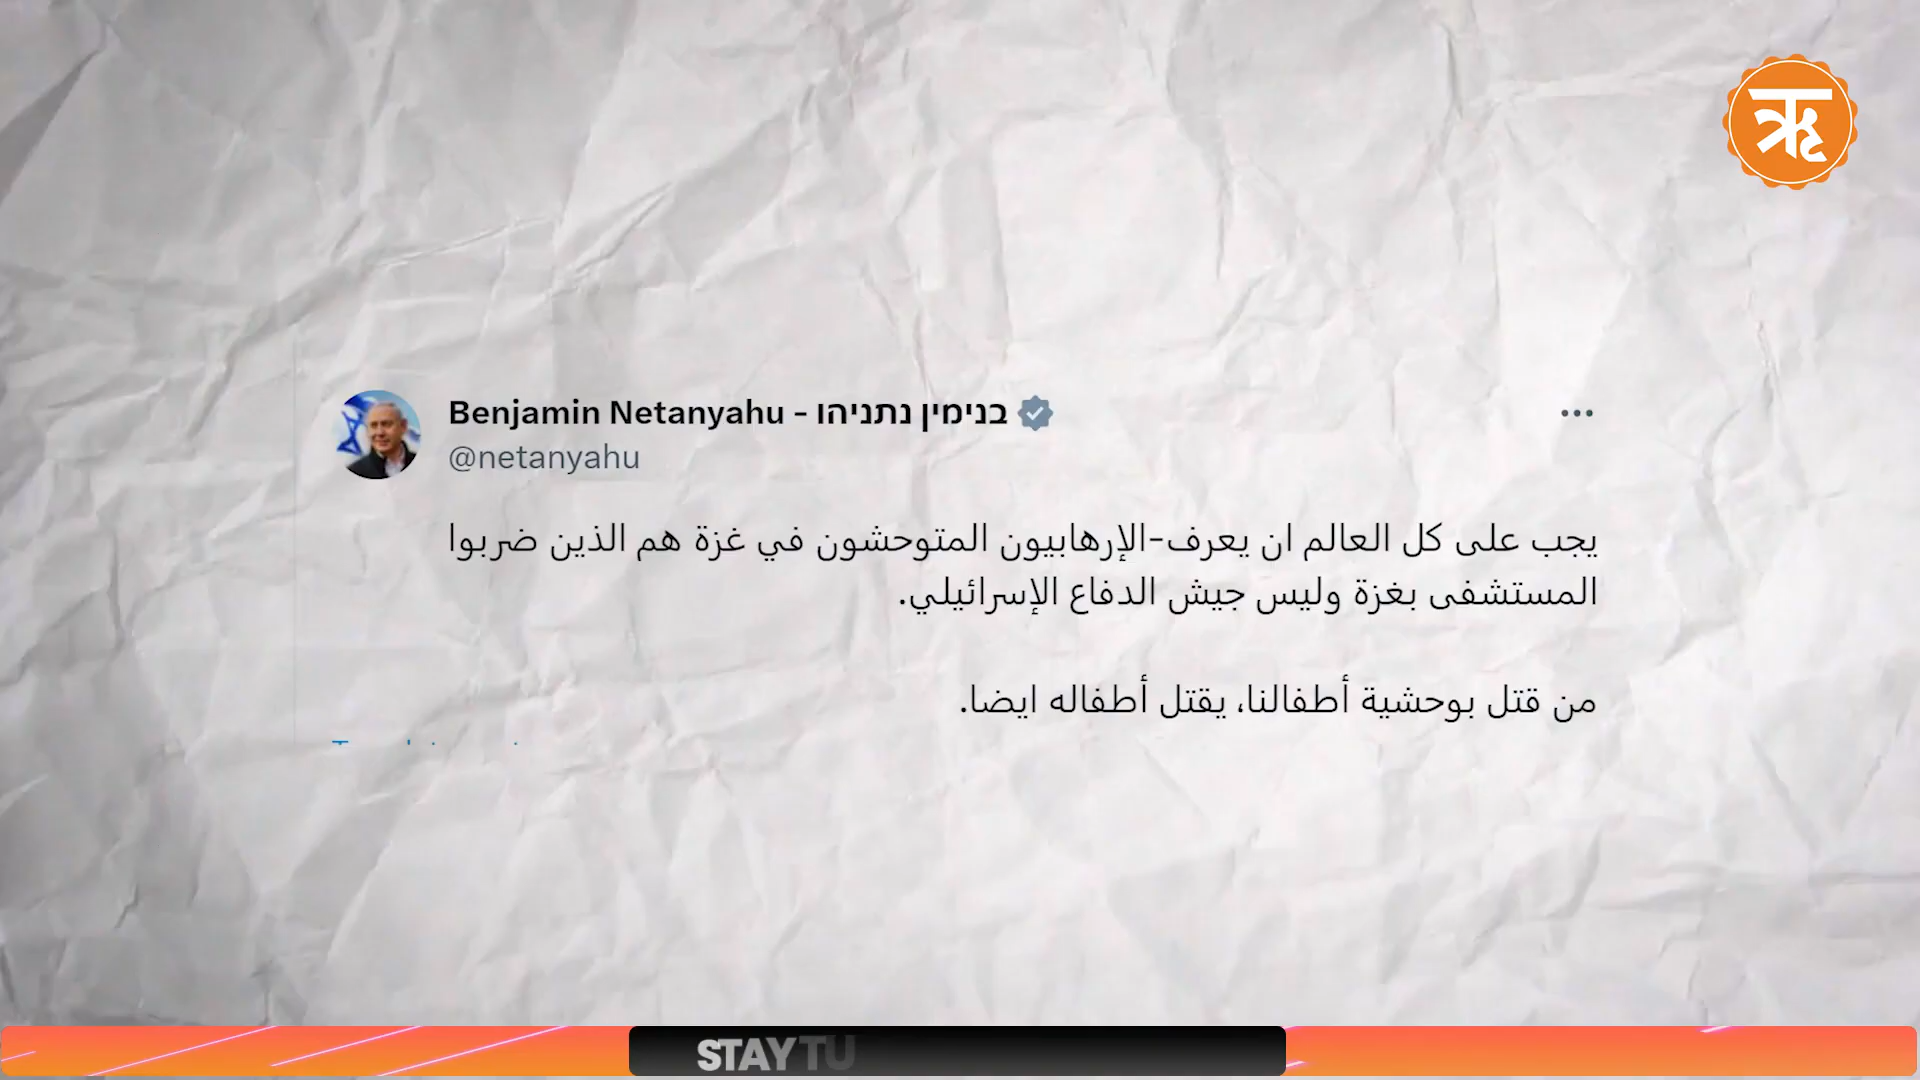 ऋ
Benjamin Netanyahu - בנימין נתניהו
@netanyahu
يجب على كل العالم ان يعرف-الإرهابيون المتوحشون في غزة هم الذين ضربوا
المستشفى بغزة وليس جيش الدفاع الإسرائيلي.
من قتل بوحشية أطفالنا، يقتل أطفاله ايضا.
STAY TU